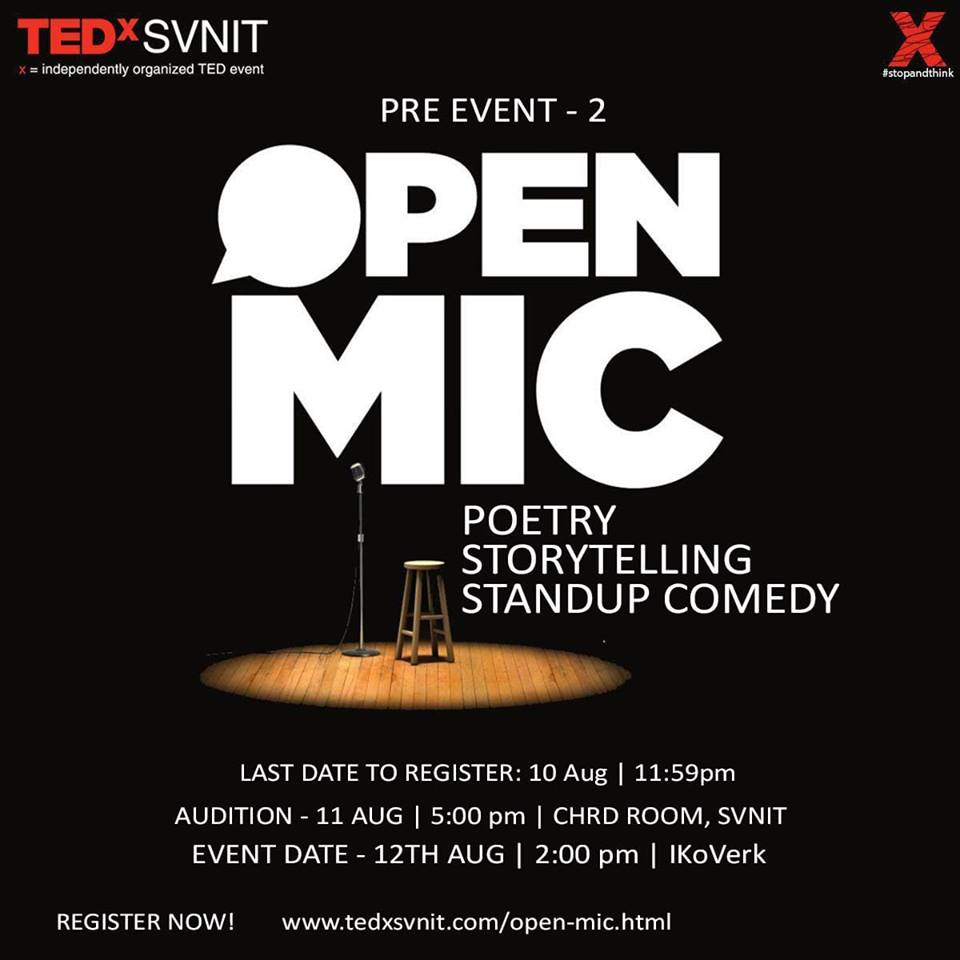 TEDxSVNIT
x = independently organized TED event
X
#stopandthink
PRE EVENT - 2
OPEN
MIC
POETRY
STORYTELLING
STANDUP COMEDY
LAST DATE TO REGISTER: 10 Aug | 11:59pm
AUDITION - 11 AUG | 5:00 pm | CHRD ROOM, SVNIT
EVENT DATE - 12TH AUG | 2:00 pm | IKoVerk
REGISTER NOW! www.tedxsvnit.com/open-mic.html